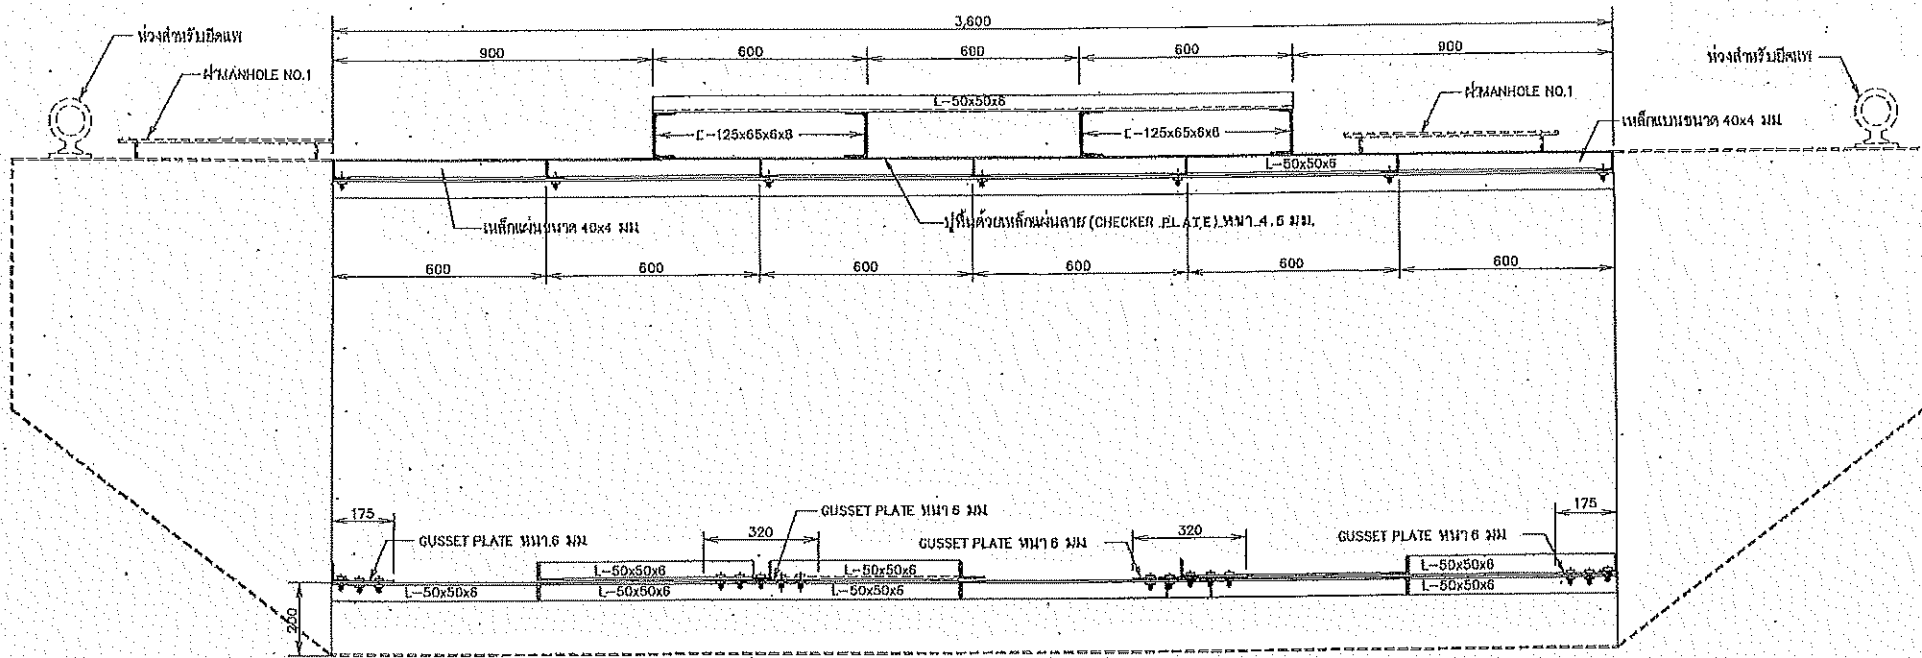 3,600
ห่วงสำหรับยึดแพ
900
600
600
600
900
ห่วงสำหรับยึดแพ
ฝาMANHOLE NO.1
L-50x50x6
ฝาMANHOLE NO.1
[-125x65x6x8
[-125x65x6x8
เหล็กแบนขนาด 40x4 มม
L-50x50x6
เหล็กแผ่นขนาด 40x4 มม
ปูพื้นด้วยเหล็กแผ่นลาย (CHECKER PLATE) หนา 4.5 มม.
600
600
600
600
600
600
175
GUSSET PLATE หนา 6 มม
320
GUSSET PLATE หนา 6 มม
GUSSET PLATE หนา 6 มม
320
GUSSET PLATE หนา 6 มม
175
L-50x50x6
L-50x50x6
L-50x50x6
L-50x50x6
L-50x50x6
L-50x50x6
L-50x50x6
200